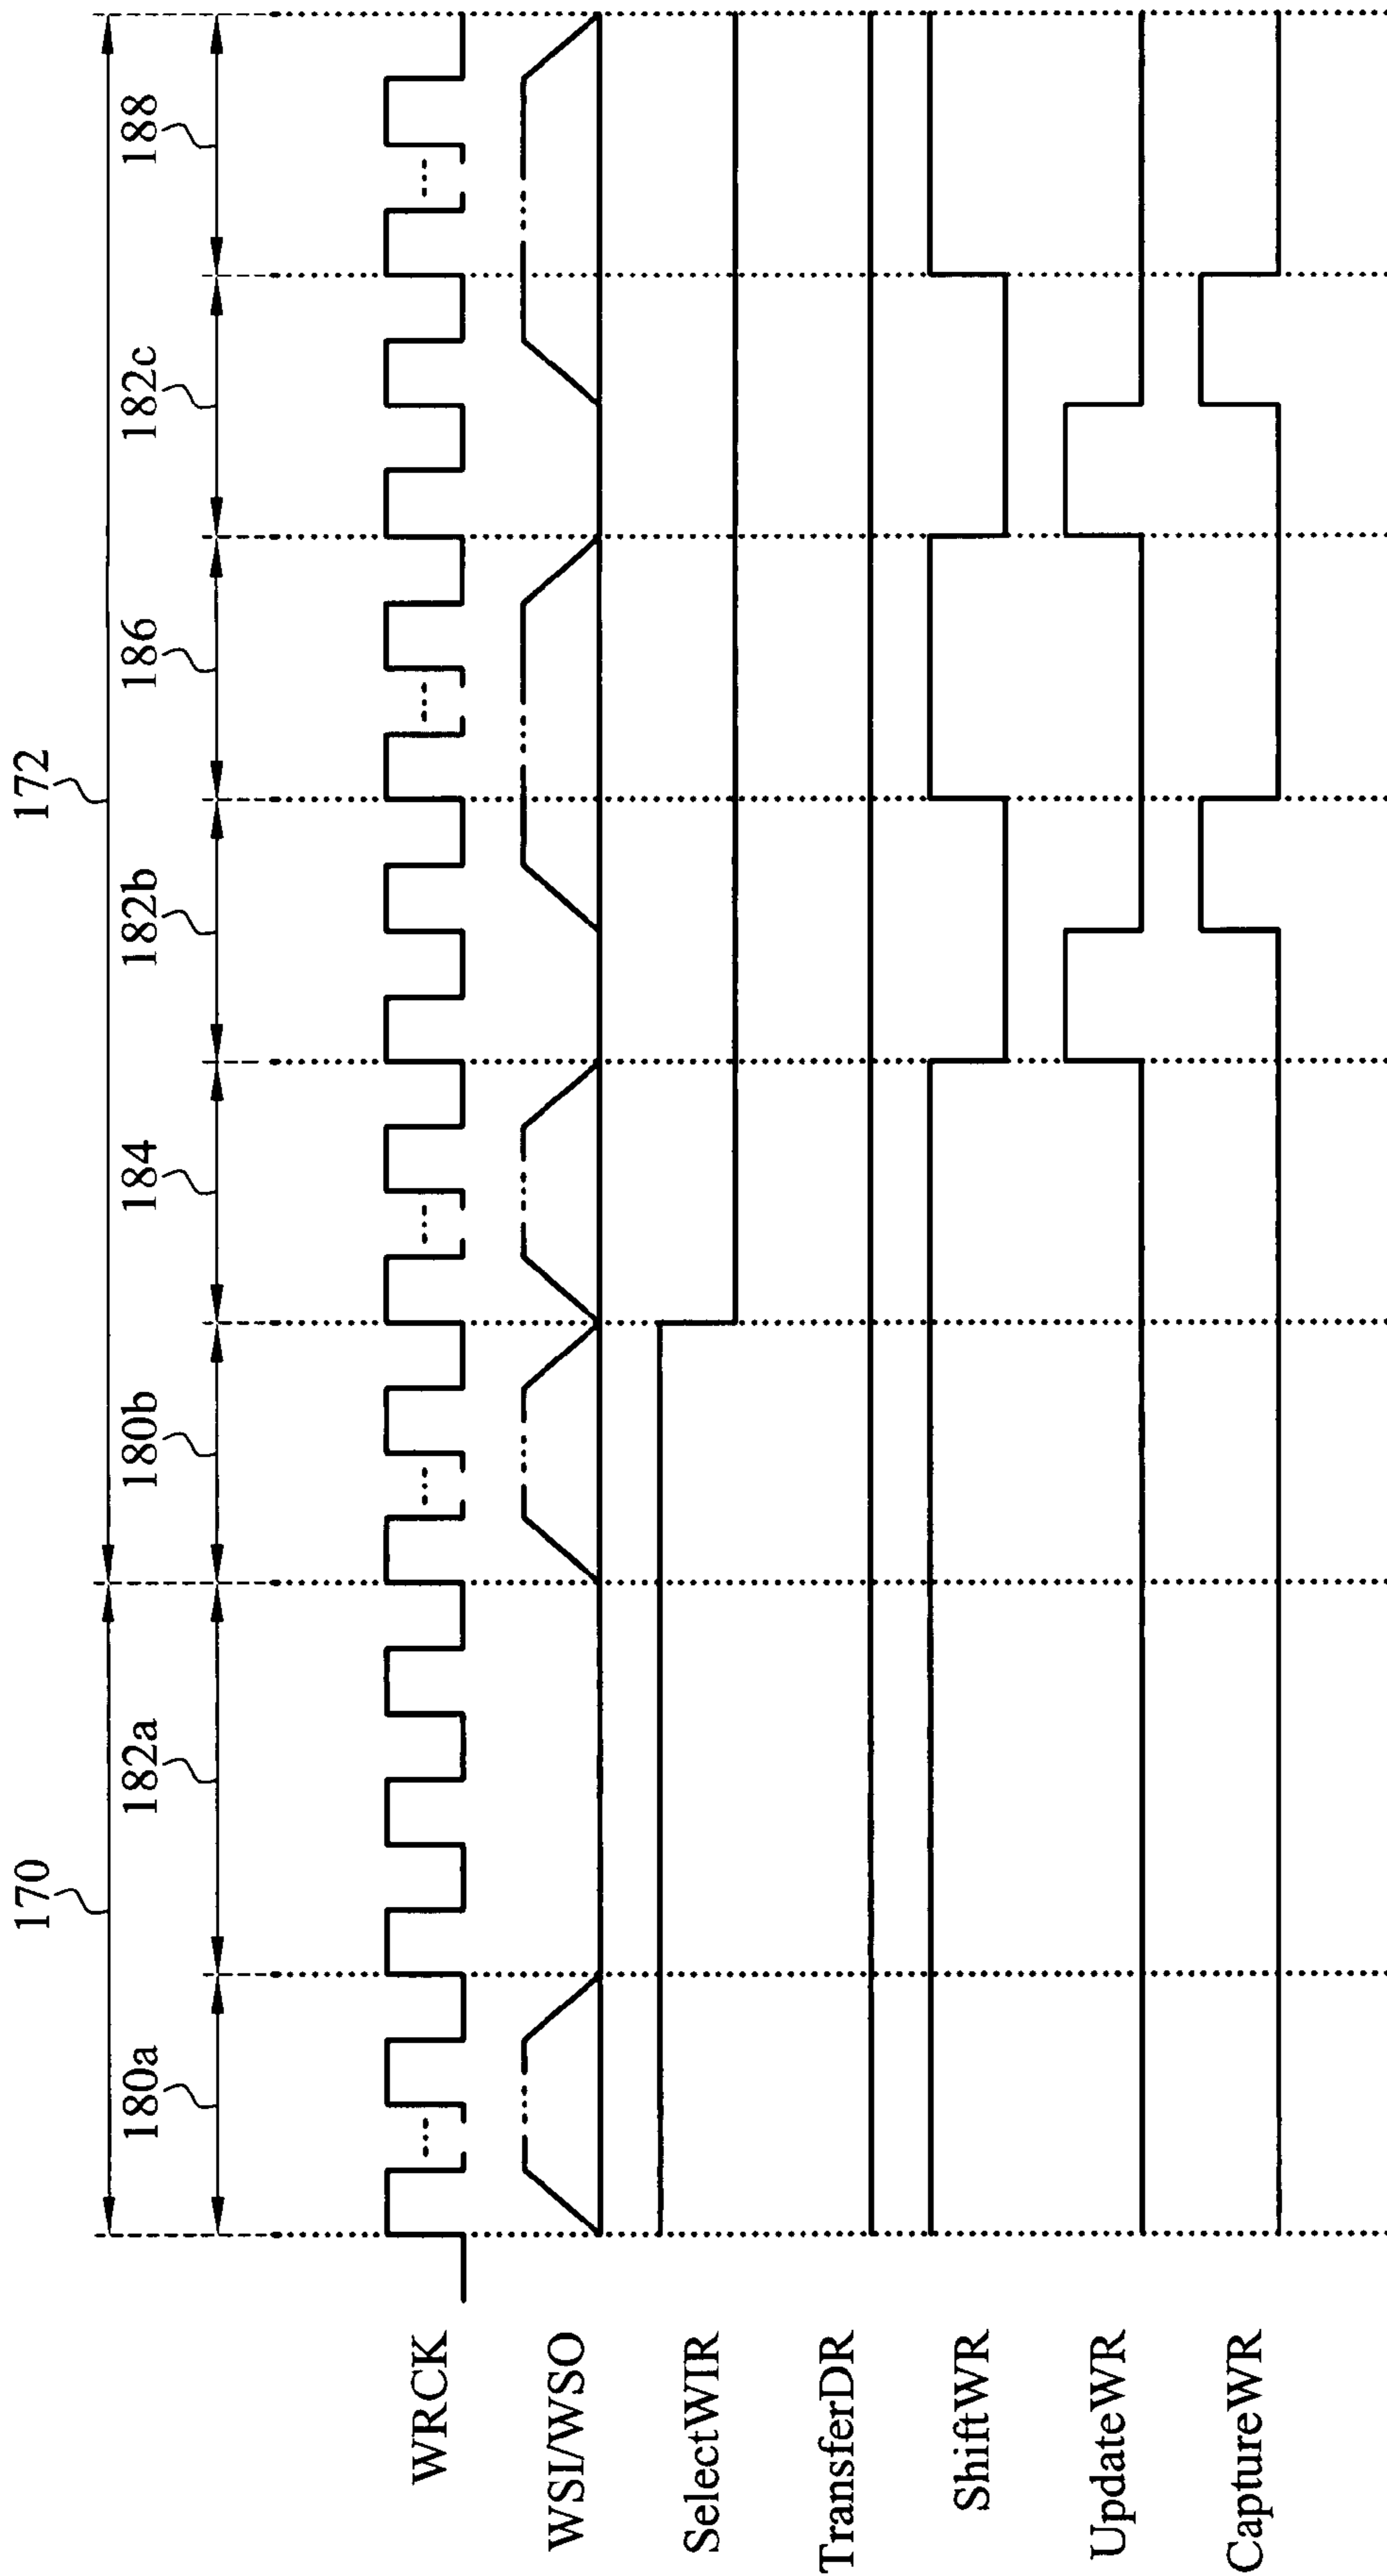 170
172
180a
182a
180b
184
182b
186
182c
188
WRCK
WSI/WSO
SelectWIR
TransferDR
ShiftWR
UpdateWR
CaptureWR